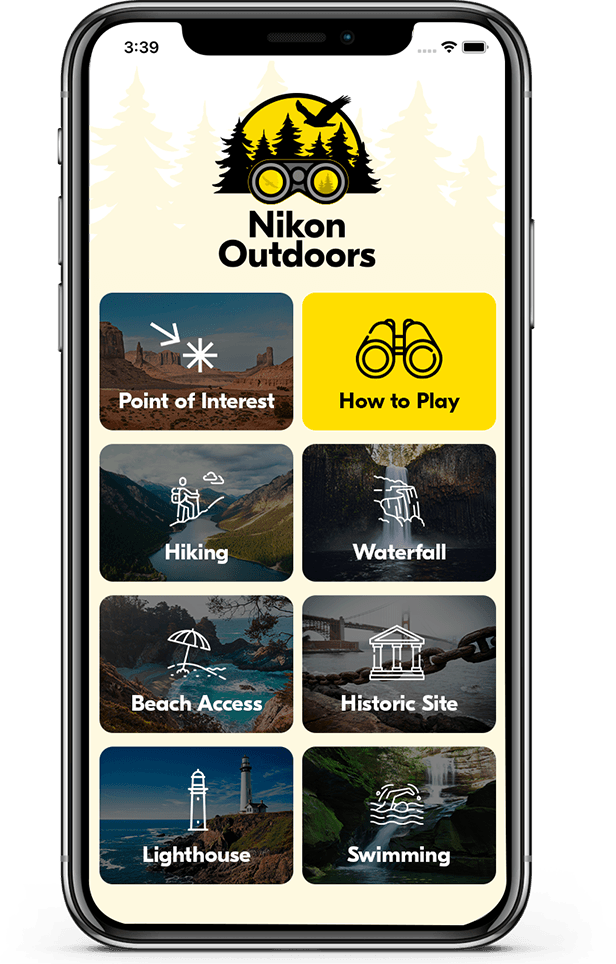 3:39
Nikon
Outdoors
Point of Interest
How to Play
Hiking
Waterfall
Beach Access
Historic Site
Lighthouse
Swimming